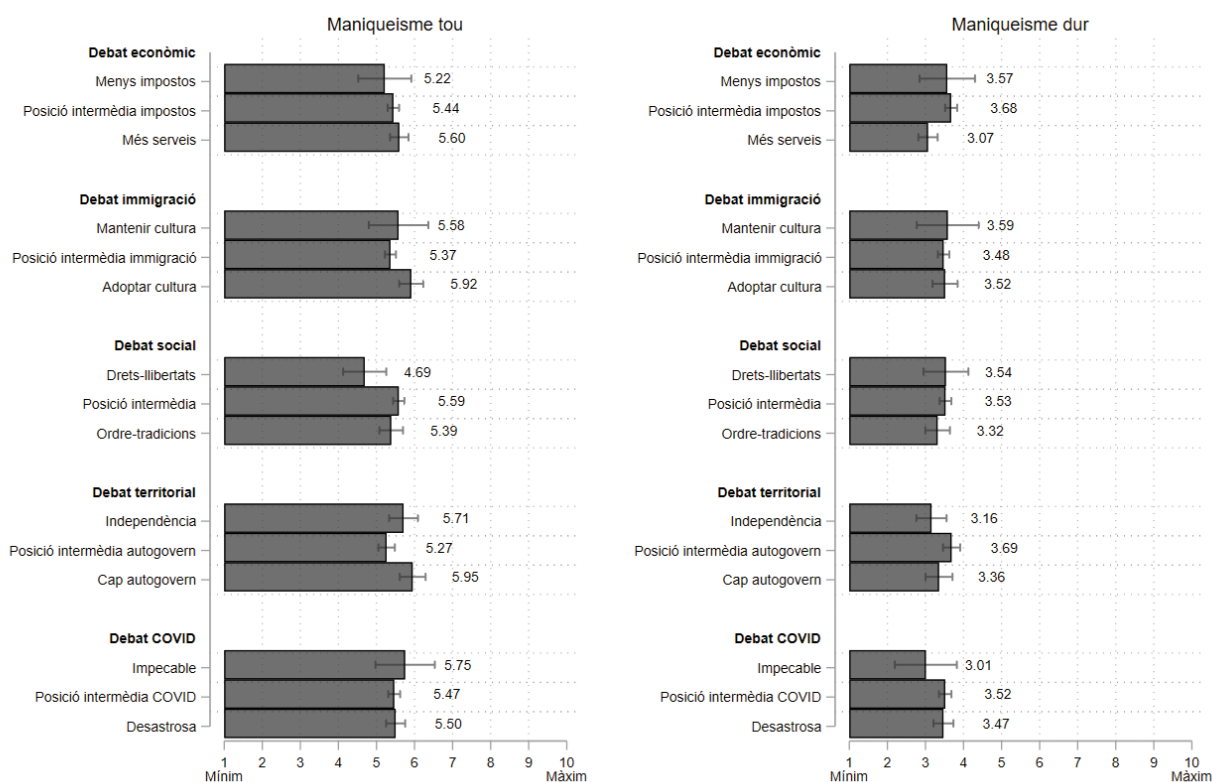 Maniqueisme tou
Debat econòmic
Menys impostos 5.22
Posició intermèdia impostos 5.44
Més serveis 5.60
Debat immigració
Mantenir cultura 5.58
Posició intermèdia immigració 5.37
Adoptar cultura 5.92
Debat social
Drets-llibertats 4.69
Posició intermèdia 5.59
Ordre-tradicions 5.39
Debat territorial
Independència 5.71
Posició intermèdia autogovern 5.27
Cap autogovern 5.95
Debat COVID
Impecable 5.75
Posició intermèdia COVID 5.47
Desastrosa 5.50
1 2 3 4 5 6 7 8 9 10
Mínim Màxim
Maniqueisme dur
Debat econòmic
Menys impostos 3.57
Posició intermèdia impostos 3.68
Més serveis 3.07
Debat immigració
Mantenir cultura 3.59
Posició intermèdia immigració 3.48
Adoptar cultura 3.52
Debat social
Drets-llibertats 3.54
Posició intermèdia 3.53
Ordre-tradicions 3.32
Debat territorial
Independència 3.16
Posició intermèdia autogovern 3.69
Cap autogovern 3.36
Debat COVID
Impecable 3.01
Posició intermèdia COVID 3.52
Desastrosa 3.47
1 2 3 4 5 6 7 8 9 10
Mínim Màxim